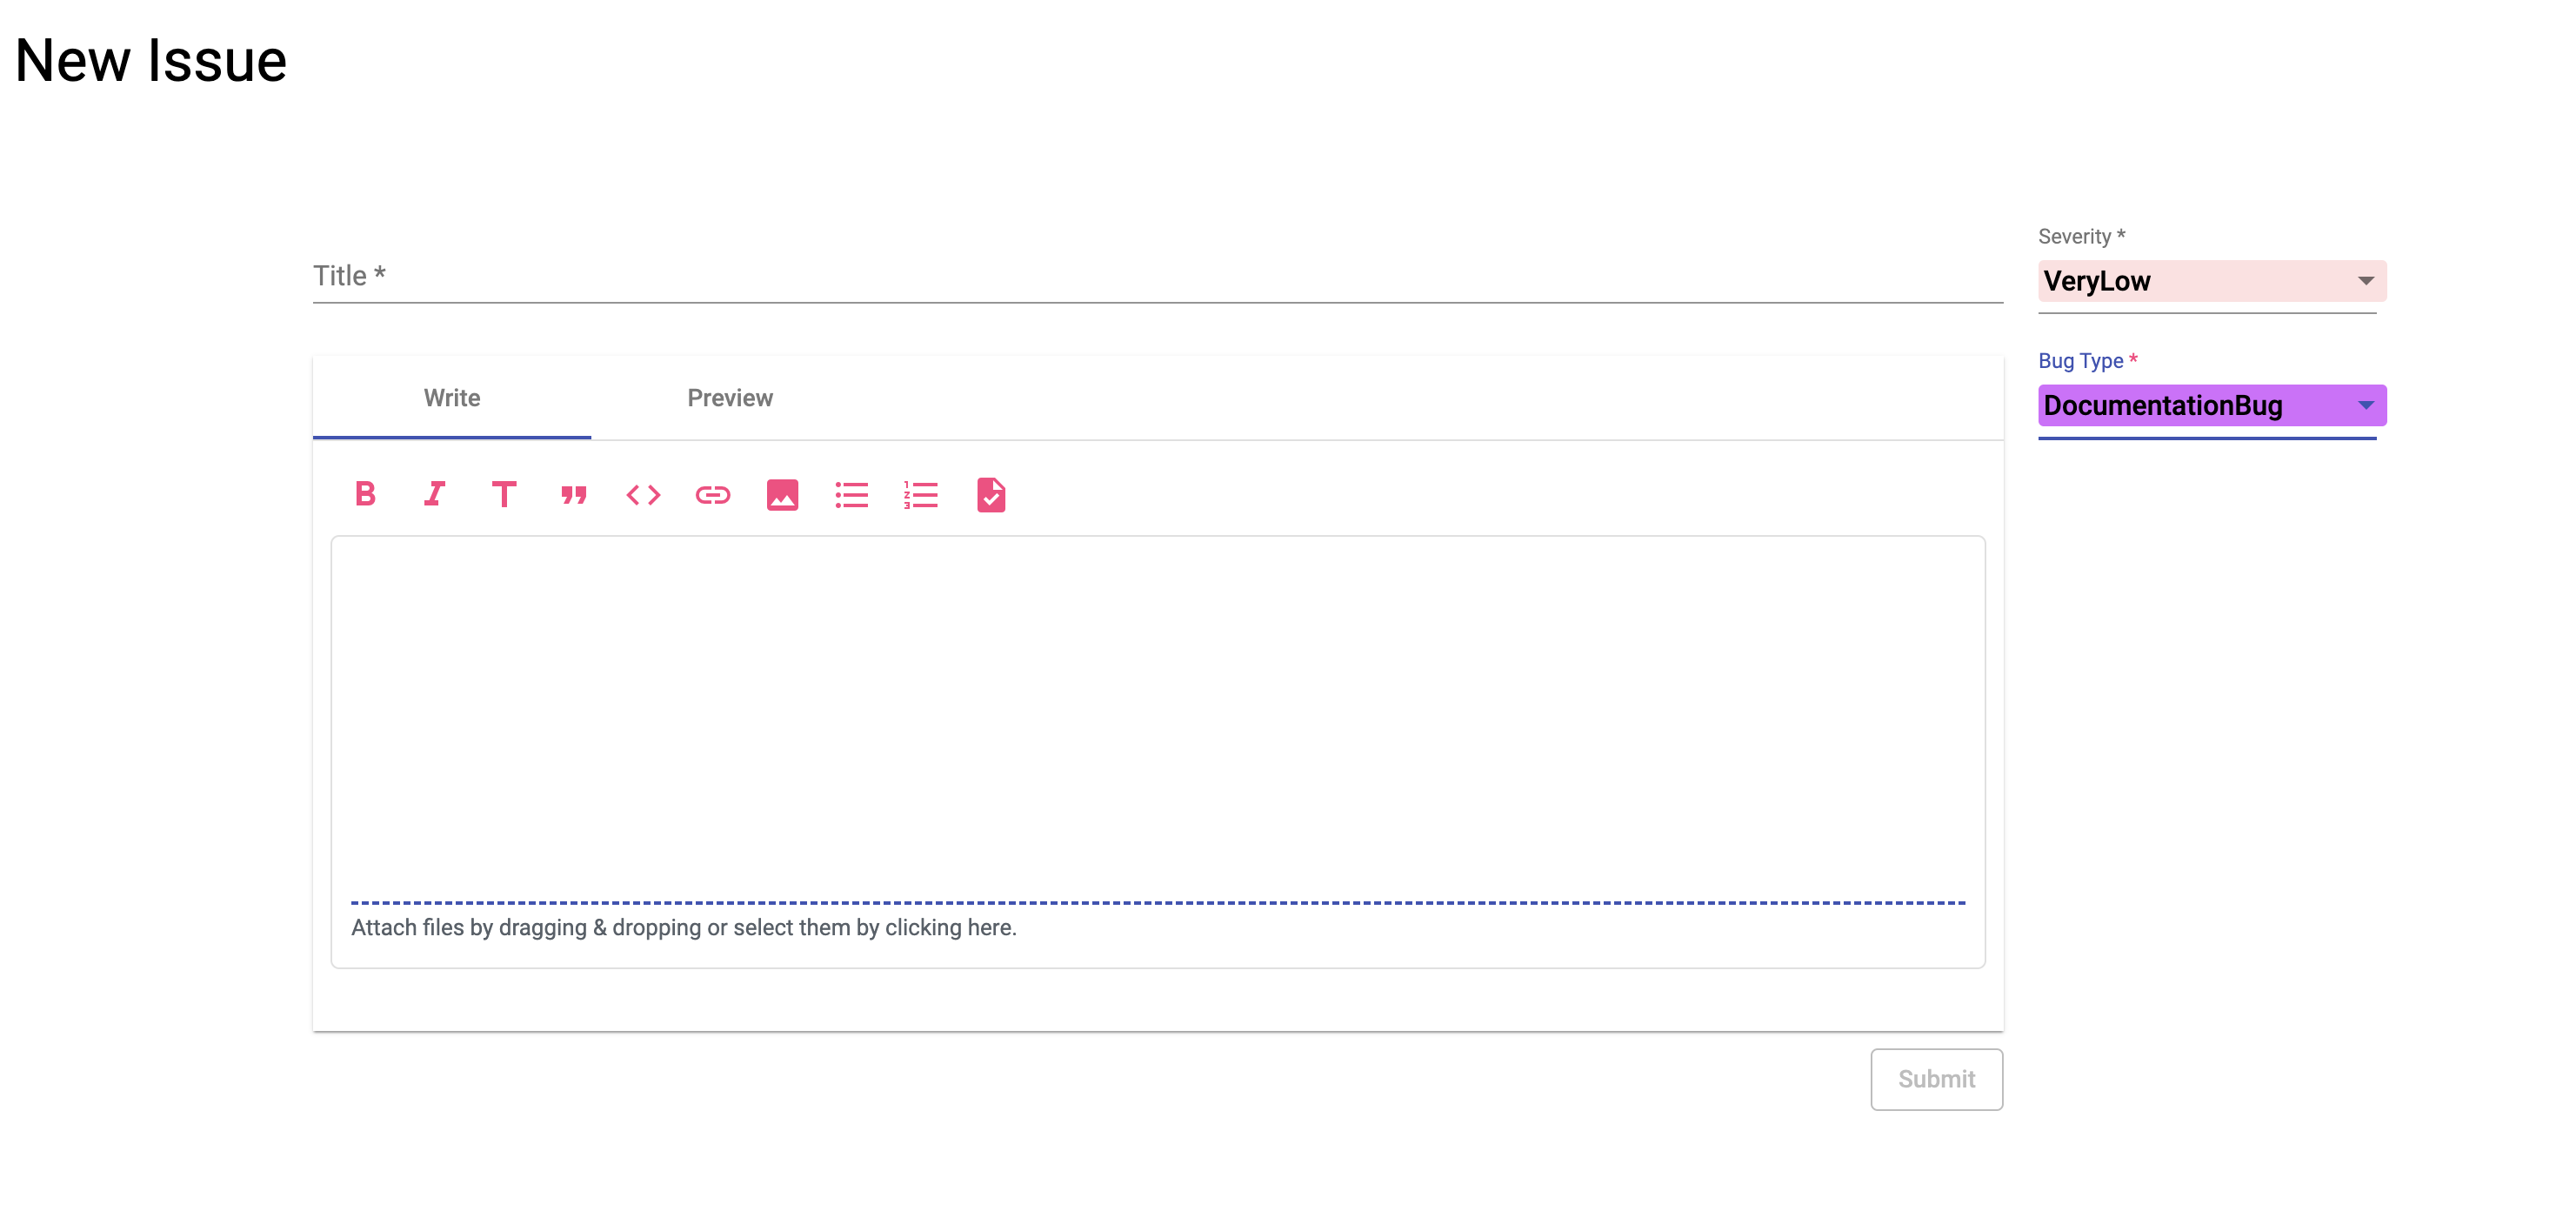 New Issue
Title *
Severity *
VeryLow
Bug Type *
DocumentationBug
Write
Preview
Attach files by dragging & dropping or select them by clicking here.
Submit